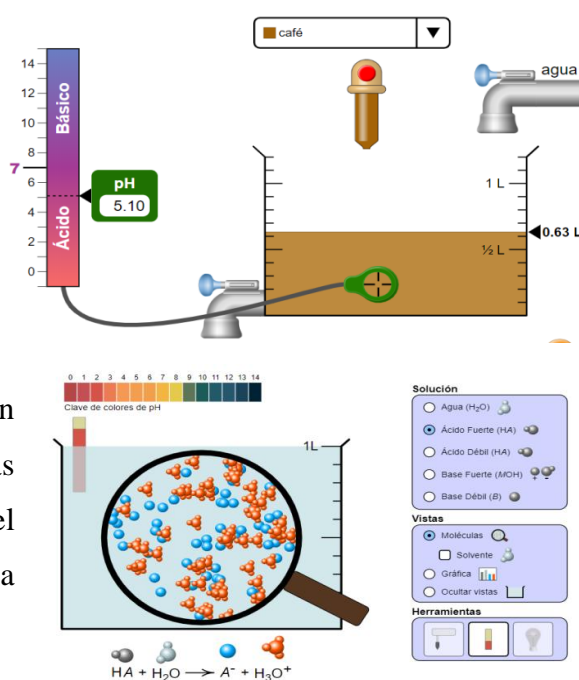 café
agua
14
12
10
8
7
6
4
2
0
Básico
Ácido
pH
5.10
1 L
½ L
0.63 L
n
as
el
a
0 1 2 3 4 5 6 7 8 9 10 11 12 13 14
Clave de colores de pH
1L
HA + H₂O → A⁻ + H₃O⁺
Solución
Agua (H₂O)
Ácido Fuerte (HA)
Ácido Débil (HA)
Base Fuerte (MOH)
Base Débil (B)
Vistas
Moléculas
Solvente
Gráfica
Ocultar vistas
Herramientas